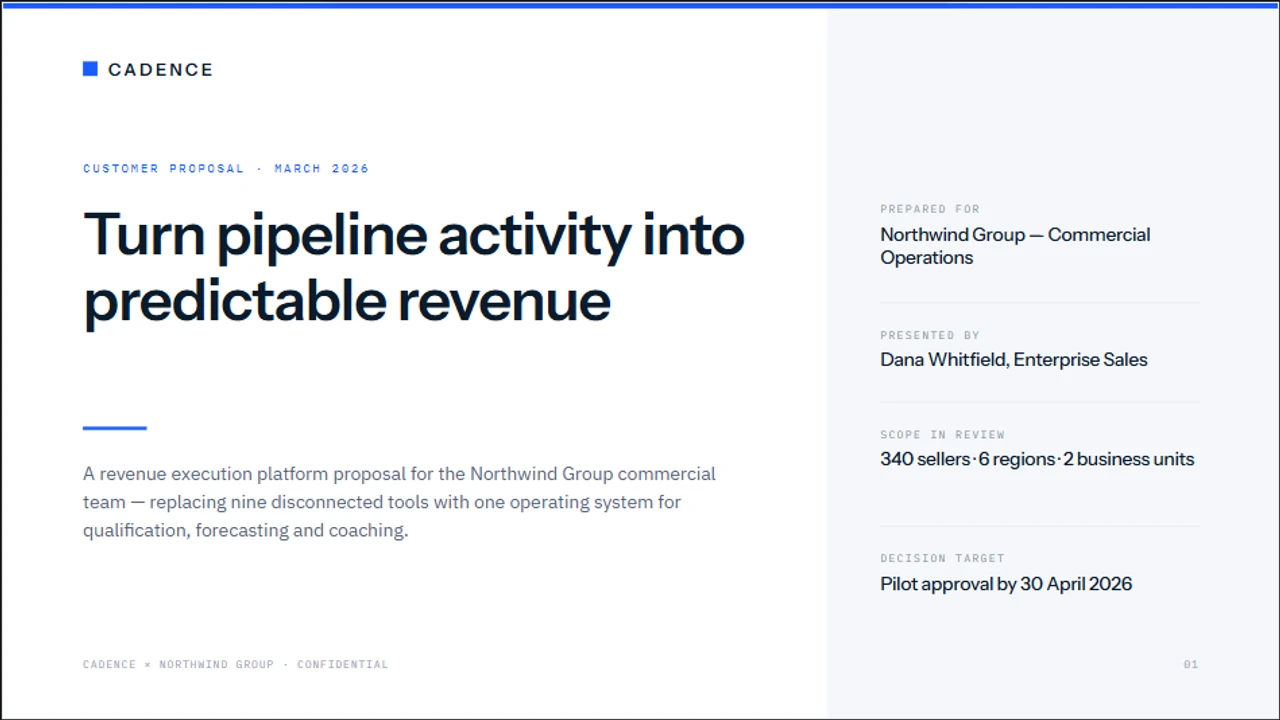 CADENCE
CUSTOMER PROPOSAL · MARCH 2026
Turn pipeline activity into
predictable revenue
A revenue execution platform proposal for the Northwind Group commercial
team — replacing nine disconnected tools with one operating system for
qualification, forecasting and coaching.
PREPARED FOR
Northwind Group — Commercial
Operations
PRESENTED BY
Dana Whitfield, Enterprise Sales
SCOPE IN REVIEW
340 sellers · 6 regions · 2 business units
DECISION TARGET
Pilot approval by 30 April 2026
CADENCE × NORTHWIND GROUP · CONFIDENTIAL
01